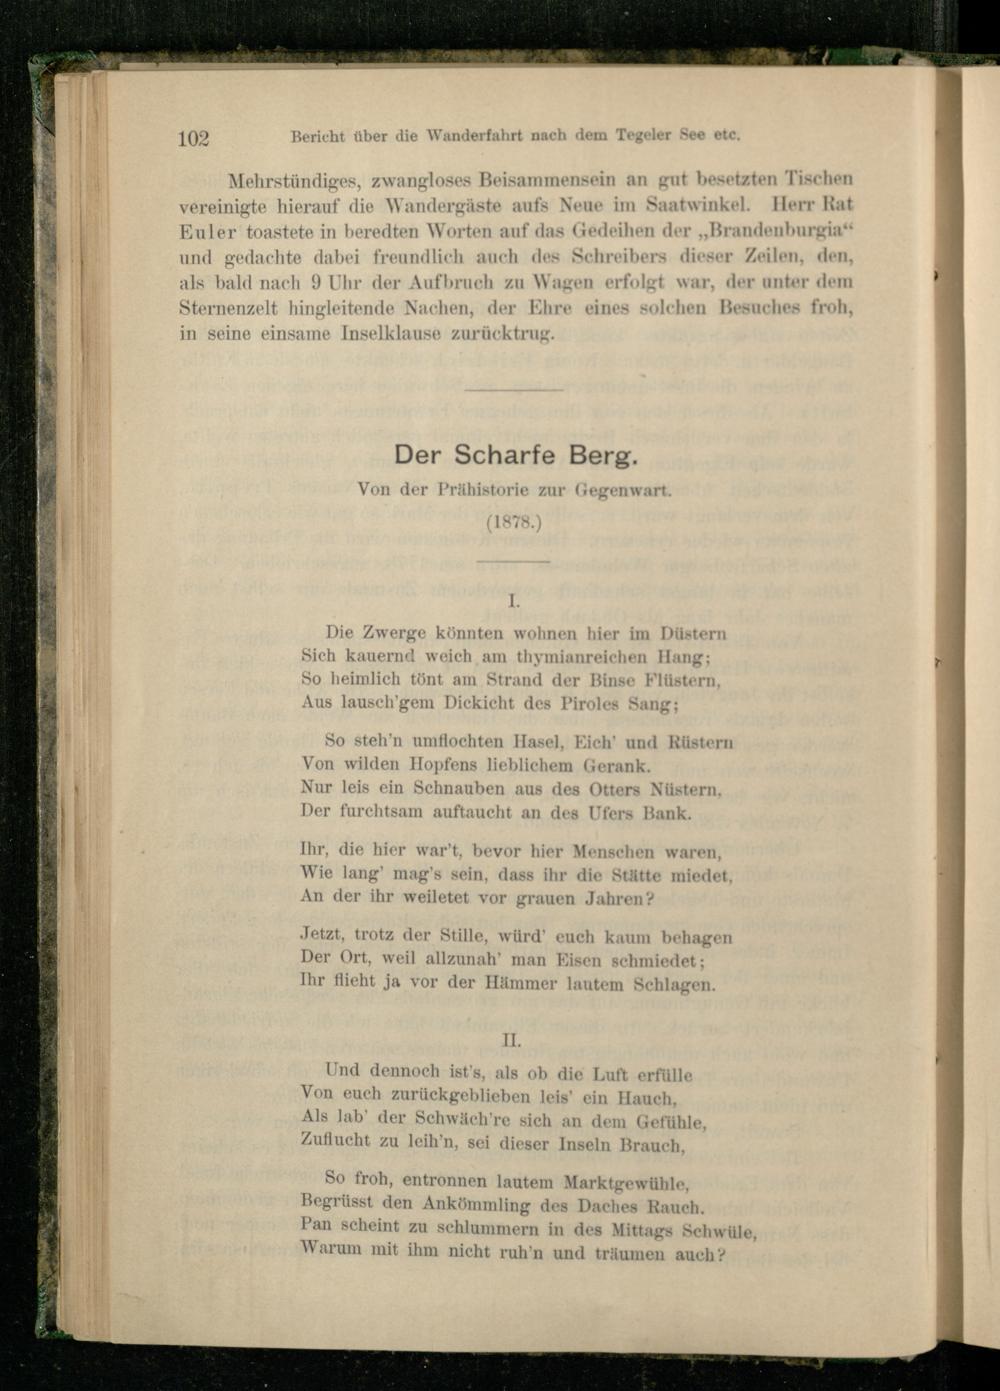 102 Bericht über die Wanderfahrt nach dem Tegeler See etc.
Mehrstündiges, zwangloses Beisammensein an gut besetzten Tischen
vereinigte hierauf die Wandergäste aufs Neue im Saatwinkel. Herr Rat
Euler toastete in beredten Worten auf das Gedeihen der „Brandenburgia“
und gedachte dabei freundlich auch des Schreibers dieser Zeilen, den,
als bald nach 9 Uhr der Aufbruch zu Wagen erfolgt war, der unter dem
Sternenzelt hingleitende Nachen, der Ehre eines solchen Besuches froh,
in seine einsame Inselklause zurücktrug.
Der Scharfe Berg.
Von der Prähistorie zur Gegenwart.
(1878.)
I.
Die Zwerge könnten wohnen hier im Düstern
Sich kauernd weich am thymianreichen Hang;
So heimlich tönt am Strand der Binse Flüstern,
Aus lausch'gem Dickicht des Piroles Sang;
So steh'n umflochten Hasel, Eich' und Rüstern
Von wilden Hopfens lieblichem Gerank.
Nur leis ein Schnauben aus des Otters Nüstern,
Der furchtsam auftaucht an des Ufers Bank.
Ihr, die hier war't, bevor hier Menschen waren,
Wie lang' mag's sein, dass ihr die Stätte miedet,
An der ihr weiletet vor grauen Jahren?
Jetzt, trotz der Stille, würd' euch kaum behagen
Der Ort, weil allzunah' man Eisen schmiedet;
Ihr flieht ja vor der Hämmer lautem Schlagen.
II.
Und dennoch ist's, als ob die Luft erfülle
Von euch zurückgeblieben leis' ein Hauch,
Als lab' der Schwäch're sich an dem Gefühle,
Zuflucht zu leih'n, sei dieser Inseln Brauch,
So froh, entronnen lautem Marktgewühle,
Begrüsst den Ankömmling des Daches Rauch.
Pan scheint zu schlummern in des Mittags Schwüle,
Warum mit ihm nicht ruh'n und träumen auch?